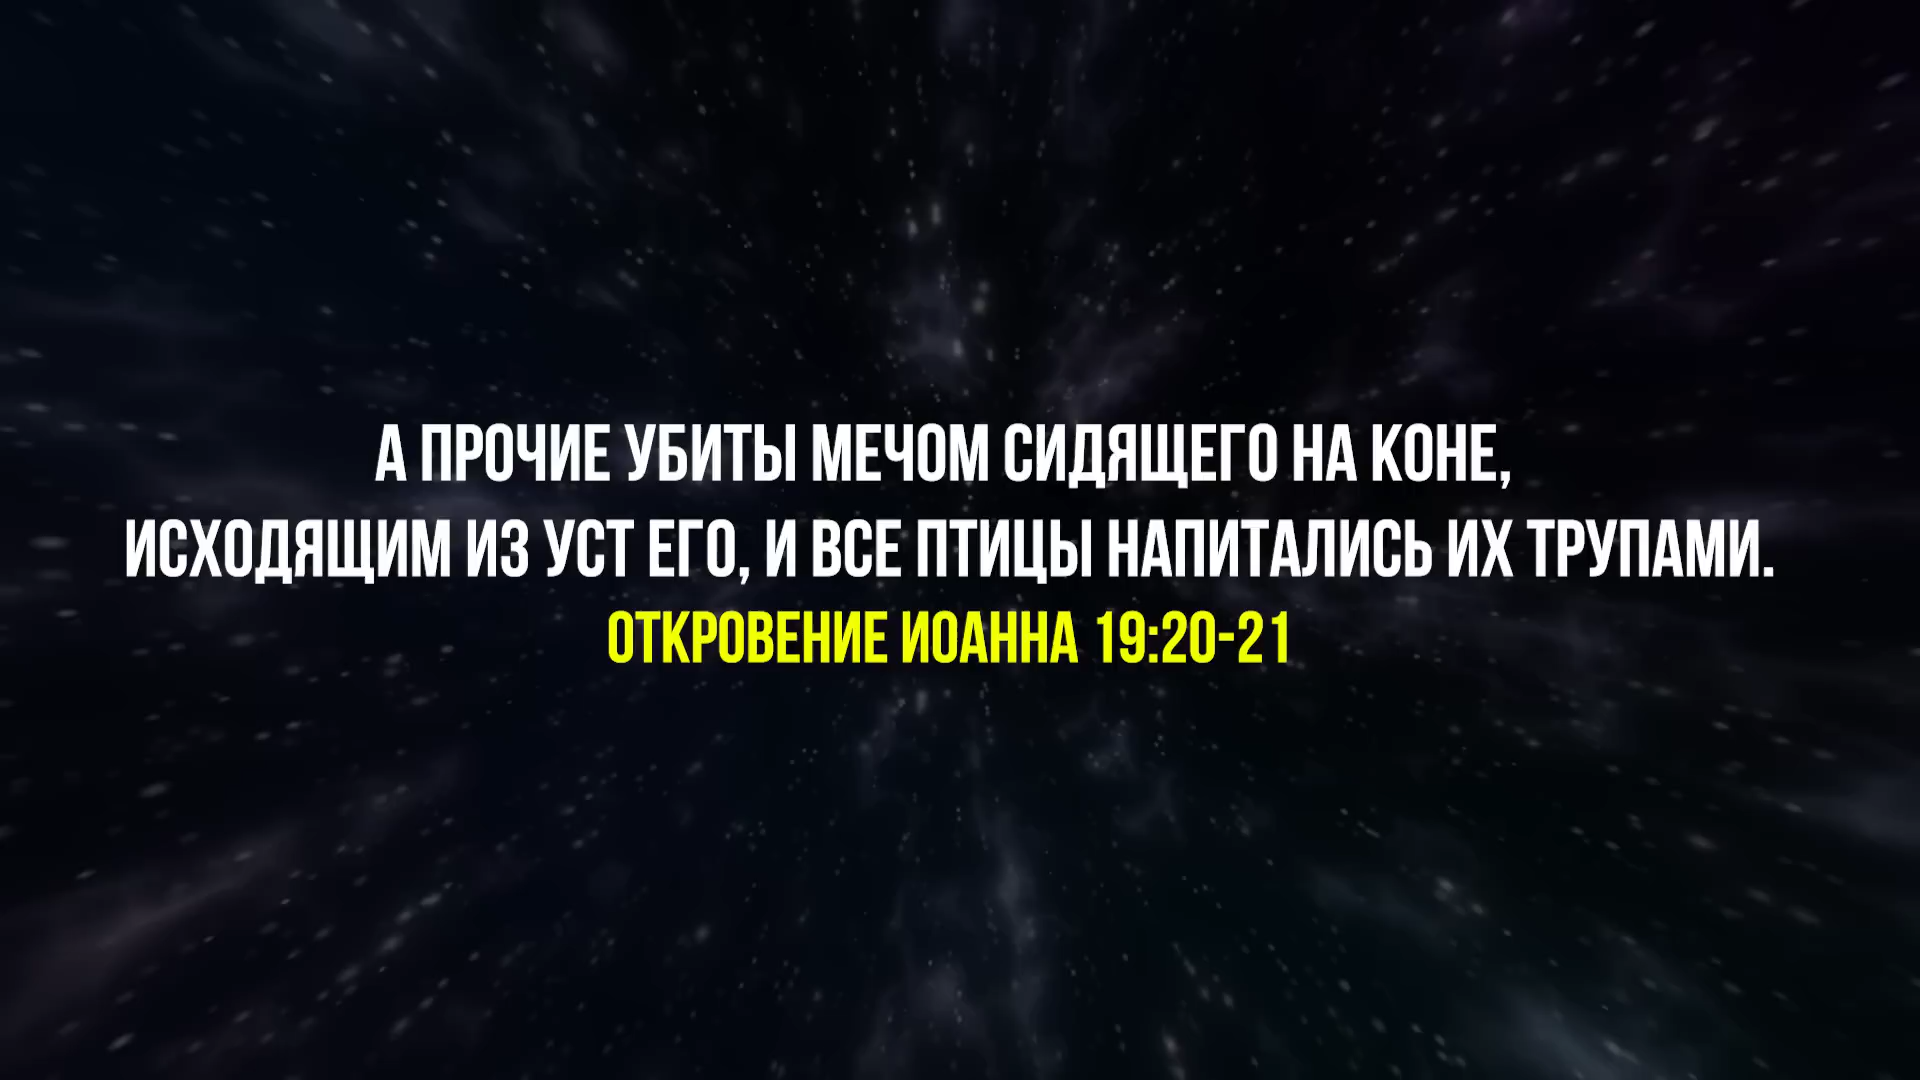 А ПРОЧИЕ УБИТЫ МЕЧОМ СИДЯЩЕГО НА КОНЕ,
ИСХОДЯЩИМ ИЗ УСТ ЕГО, И ВСЕ ПТИЦЫ НАПИТАЛИСЬ ИХ ТРУПАМИ.
ОТКРОВЕНИЕ ИОАННА 19:20-21